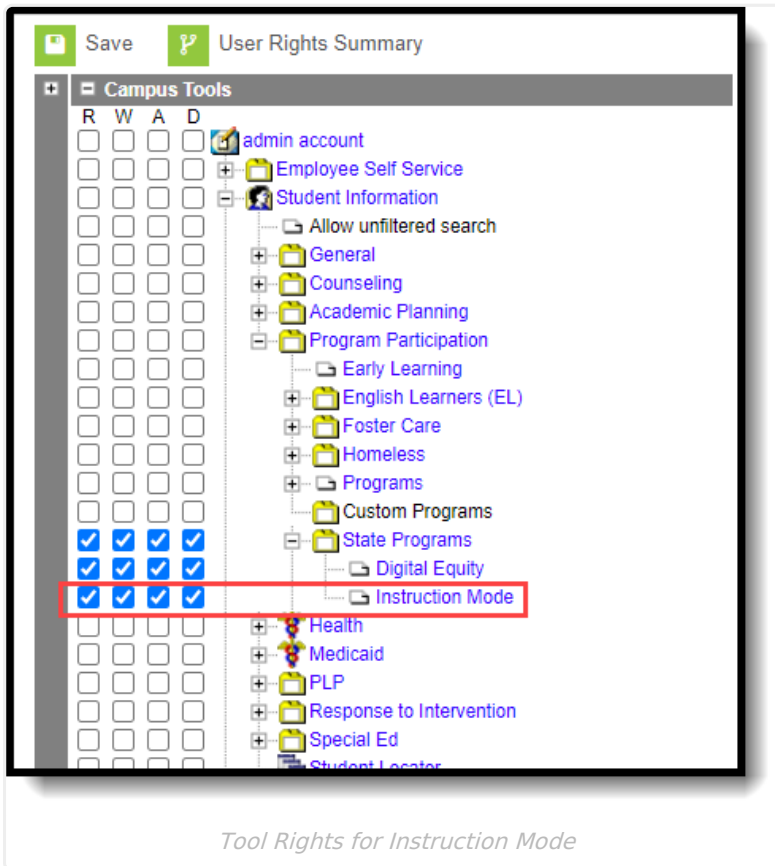 Save User Rights Summary
Campus Tools
R W A D
admin account
Employee Self Service
Student Information
Allow unfiltered search
General
Counseling
Academic Planning
Program Participation
Early Learning
English Learners (EL)
Foster Care
Homeless
Programs
Custom Programs
State Programs
Digital Equity
Instruction Mode
Health
Medicaid
PLP
Response to Intervention
Special Ed
Student Locator
Tool Rights for Instruction Mode